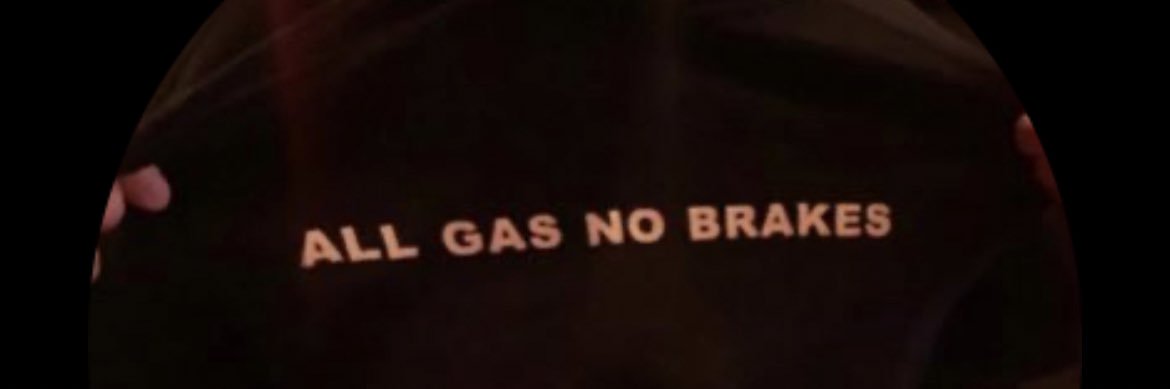 ALL GAS NO BRAKES